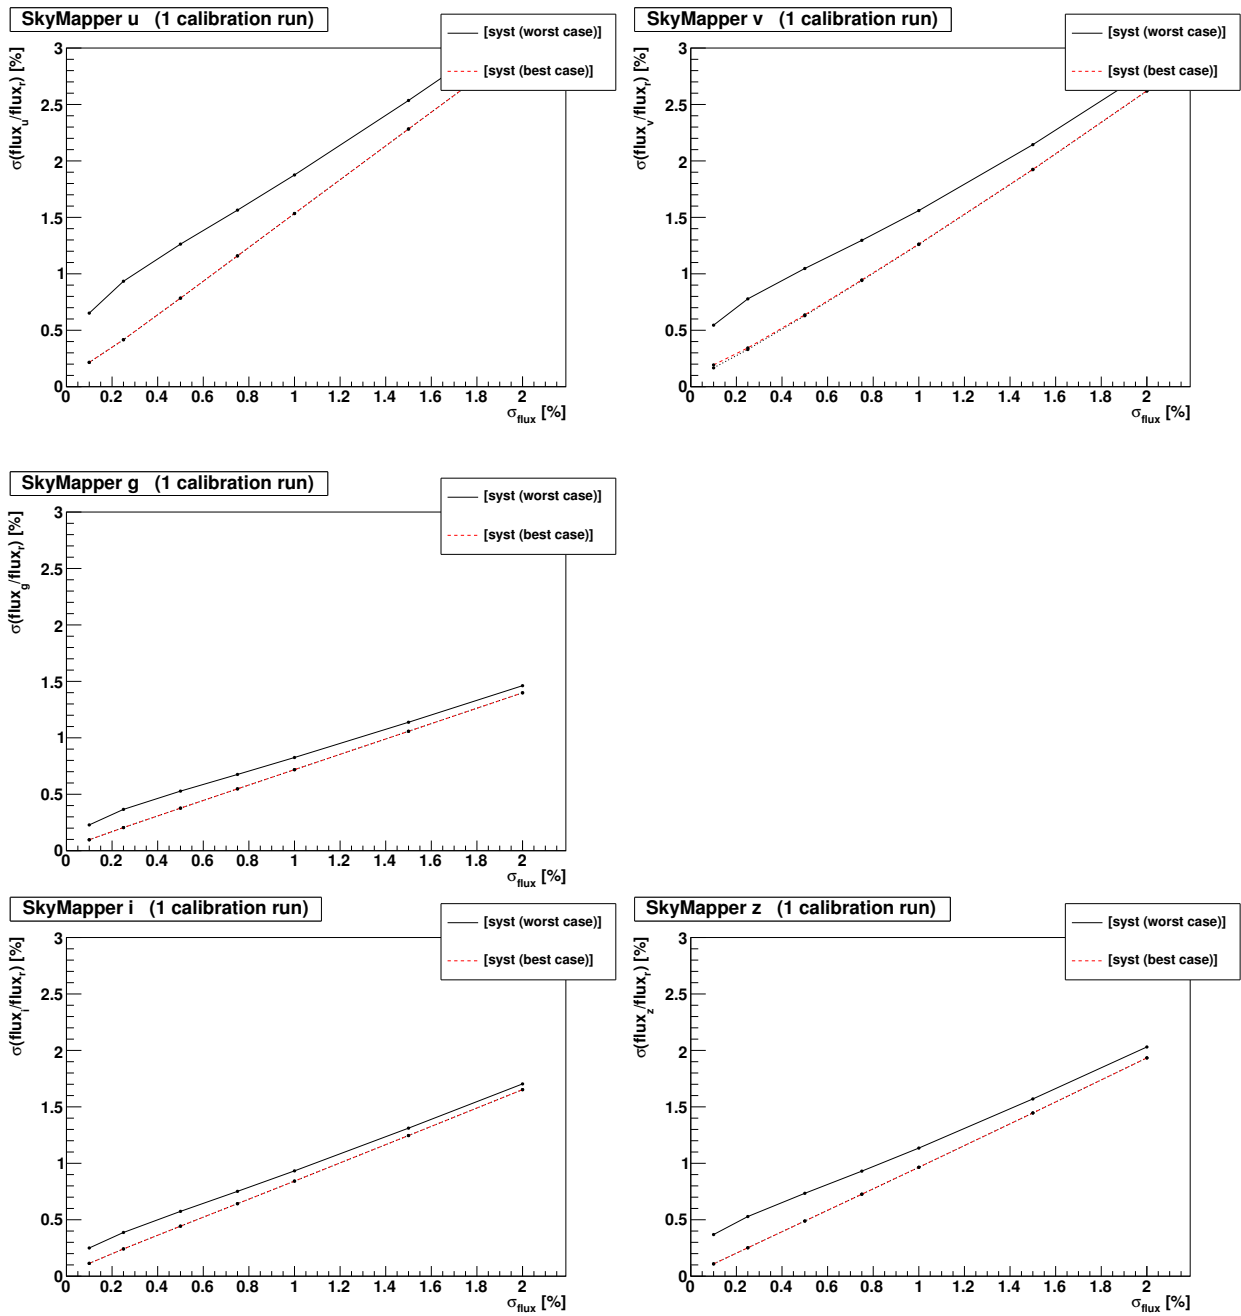 SkyMapper u (1 calibration run)
[syst (worst case)]
[syst (best case)]
σ(flux_u/flux_r) [%]
3
2.5
2
1.5
1
0.5
0
0 0.2 0.4 0.6 0.8 1 1.2 1.4 1.6 1.8 2
σ_flux [%]
SkyMapper v (1 calibration run)
[syst (worst case)]
[syst (best case)]
σ(flux_v/flux_r) [%]
3
2.5
2
1.5
1
0.5
0
0 0.2 0.4 0.6 0.8 1 1.2 1.4 1.6 1.8 2
σ_flux [%]
SkyMapper g (1 calibration run)
[syst (worst case)]
[syst (best case)]
σ(flux_g/flux_r) [%]
3
2.5
2
1.5
1
0.5
0
0 0.2 0.4 0.6 0.8 1 1.2 1.4 1.6 1.8 2
σ_flux [%]
SkyMapper i (1 calibration run)
[syst (worst case)]
[syst (best case)]
σ(flux_i/flux_r) [%]
3
2.5
2
1.5
1
0.5
0
0 0.2 0.4 0.6 0.8 1 1.2 1.4 1.6 1.8 2
σ_flux [%]
SkyMapper z (1 calibration run)
[syst (worst case)]
[syst (best case)]
σ(flux_z/flux_r) [%]
3
2.5
2
1.5
1
0.5
0
0 0.2 0.4 0.6 0.8 1 1.2 1.4 1.6 1.8 2
σ_flux [%]